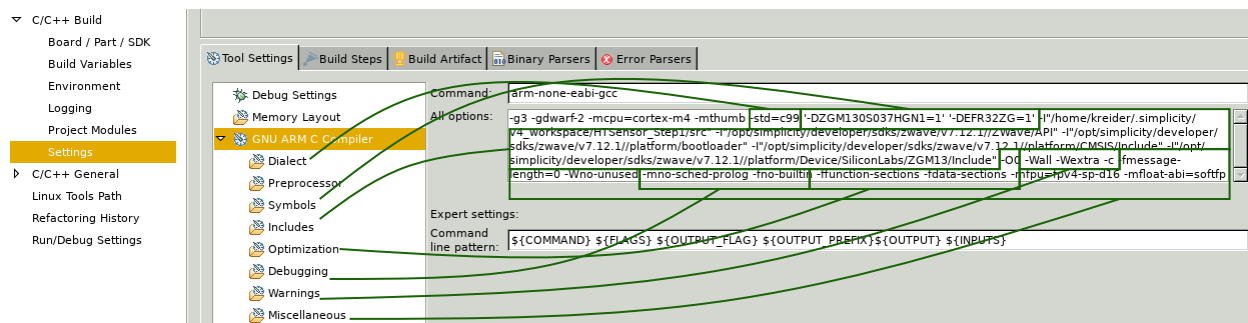 C/C++ Build
Board / Part / SDK
Build Variables
Environment
Logging
Project Modules
Settings
C/C++ General
Linux Tools Path
Refactoring History
Run/Debug Settings
Tool Settings
Build Steps
Build Artifact
Binary Parsers
Error Parsers
Debug Settings
Memory Layout
GNU ARM C Compiler
Dialect
Preprocessor
Symbols
Includes
Optimization
Debugging
Warnings
Miscellaneous
Command: arm-none-eabi-gcc
All options: -g3 -gdwarf-2 -mcpu=cortex-m4 -mthumb -std=c99 '-DZGM130S037HGN1=1' '-DEFR32ZG=1' -I"/home/kreider/.simplicity/
v4_workspace/HTSensor_Step1/src" -I"/opt/simplicity/developer/sdks/zwave/v7.12.1//ZWave/API" -I"/opt/simplicity/developer/
sdks/zwave/v7.12.1//platform/bootloader" -I"/opt/simplicity/developer/sdks/zwave/v7.12.1//platform/CMSIS/Include" -I"/opt/
simplicity/developer/sdks/zwave/v7.12.1//platform/Device/SiliconLabs/ZGM13/Include" -O0 -Wall -Wextra -c -fmessage-
length=0 -Wno-unused -mno-sched-prolog -fno-builtin -ffunction-sections -fdata-sections -mfpu=fpv4-sp-d16 -mfloat-abi=softfp
Expert settings:
Command
line pattern: ${COMMAND} ${FLAGS} ${OUTPUT_FLAG} ${OUTPUT_PREFIX}${OUTPUT} ${INPUTS}